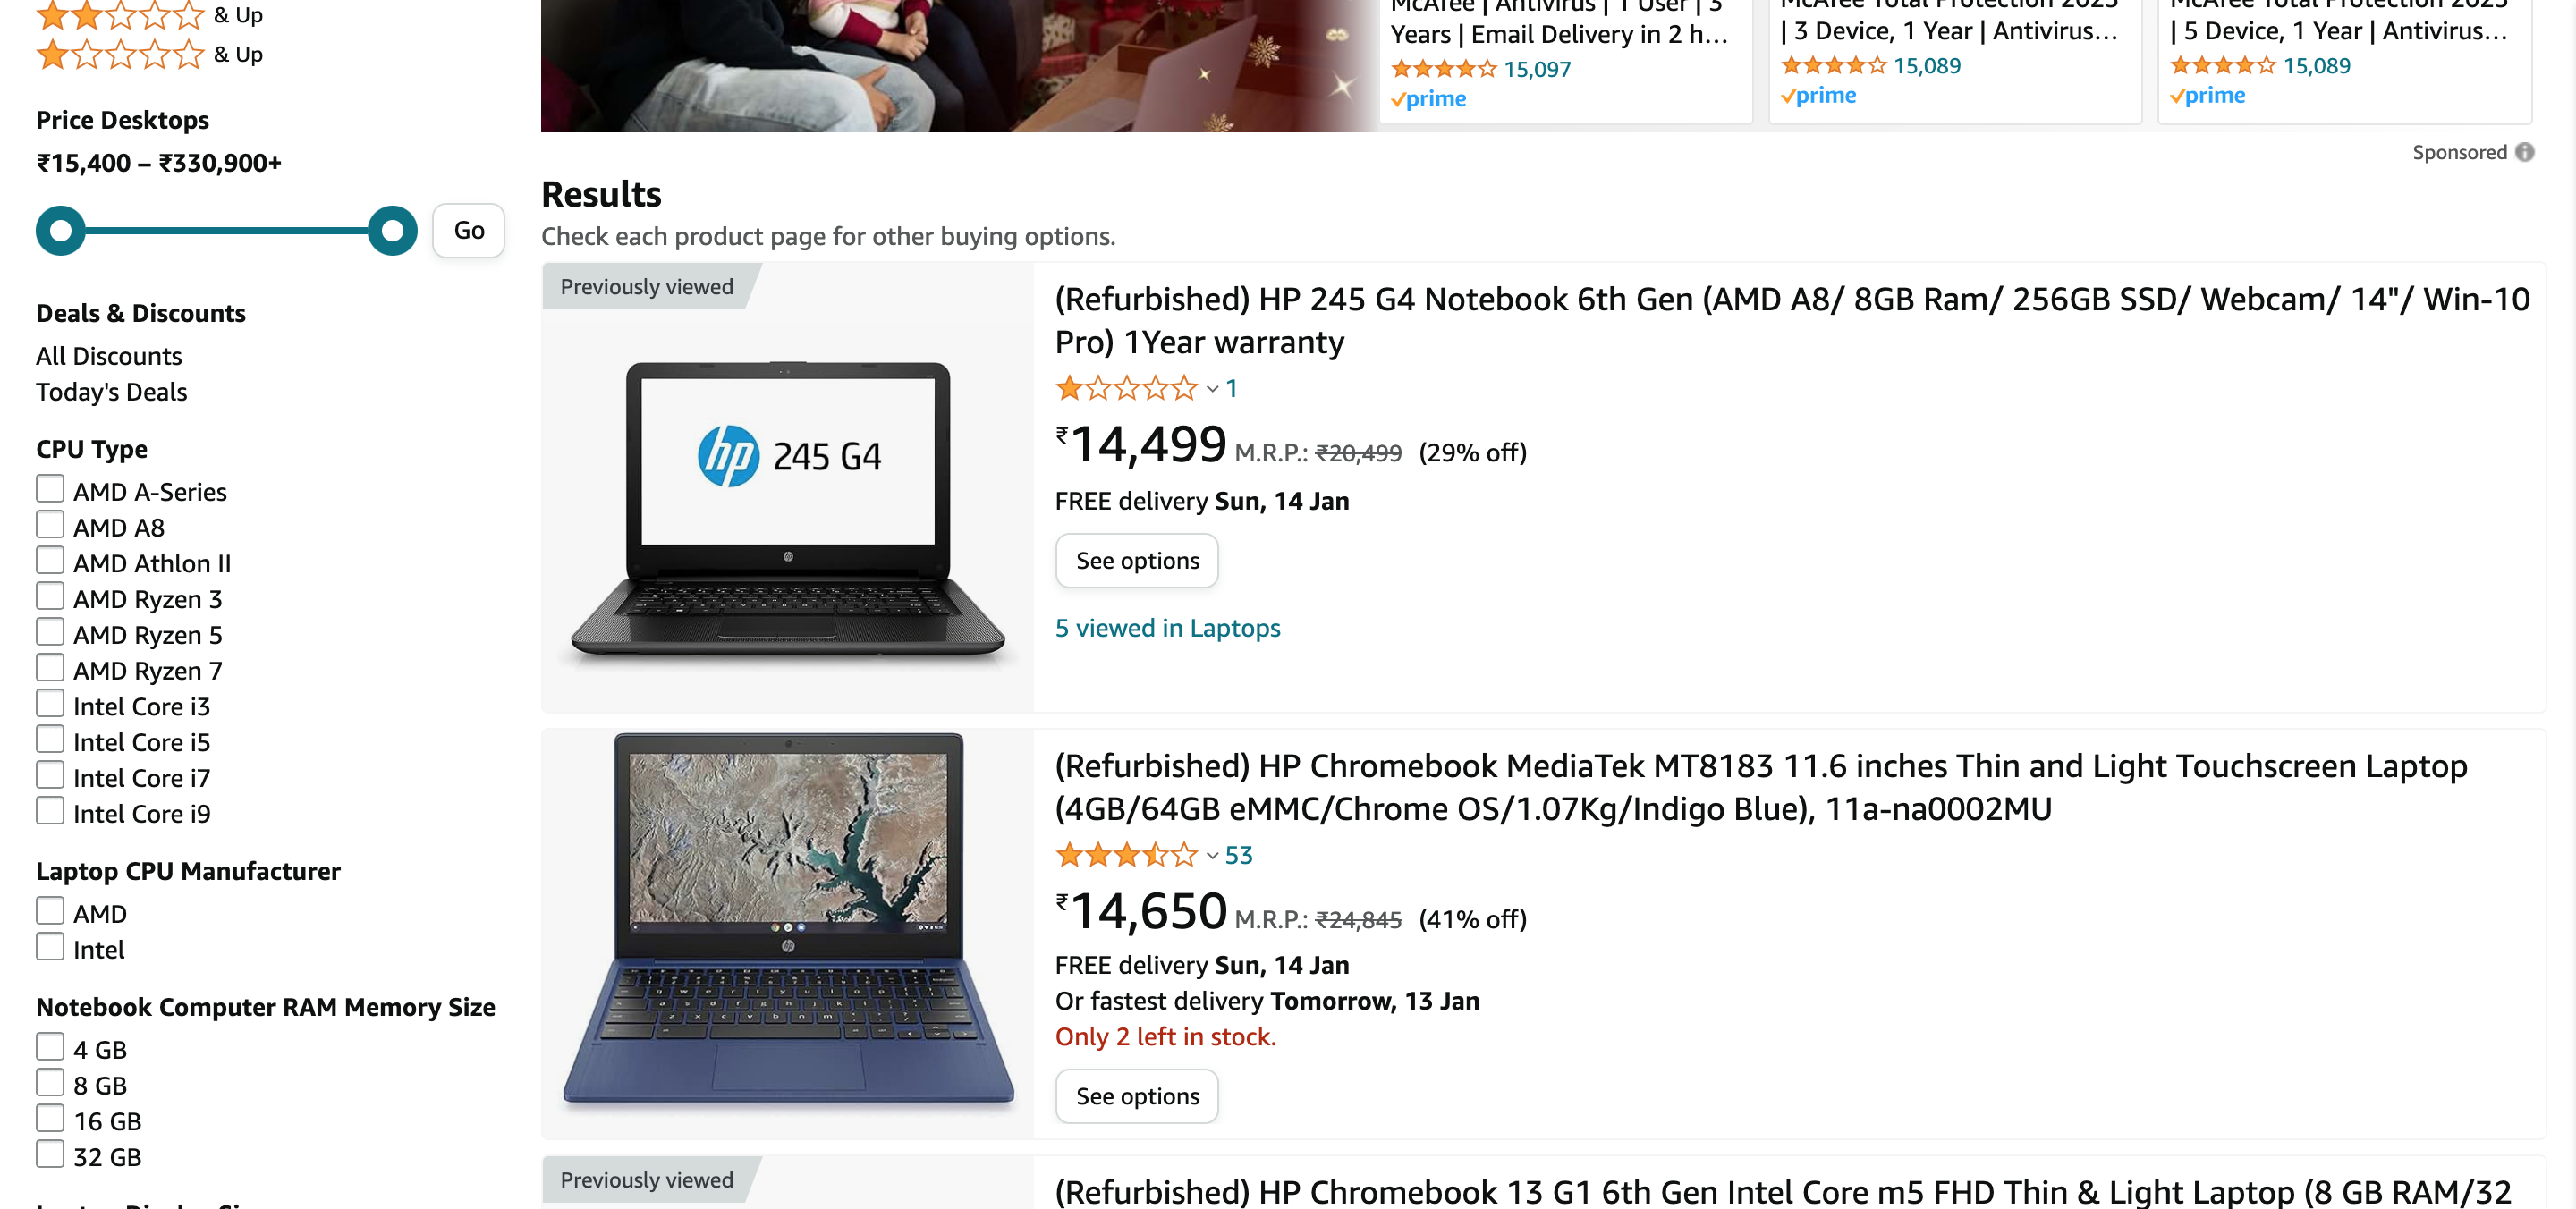 & Up
& Up
Price Desktops
₹15,400 – ₹330,900+
Go
Deals & Discounts
All Discounts
Today's Deals
CPU Type
AMD A-Series
AMD A8
AMD Athlon II
AMD Ryzen 3
AMD Ryzen 5
AMD Ryzen 7
Intel Core i3
Intel Core i5
Intel Core i7
Intel Core i9
Laptop CPU Manufacturer
AMD
Intel
Notebook Computer RAM Memory Size
4 GB
8 GB
16 GB
32 GB
McAfee | Antivirus | 1 User | 3
Years | Email Delivery in 2 h...
15,097
prime
McAfee Total Protection 2023
| 3 Device, 1 Year | Antivirus...
15,089
prime
McAfee Total Protection 2023
| 5 Device, 1 Year | Antivirus...
15,089
prime
Sponsored
Results
Check each product page for other buying options.
Previously viewed
hp 245 G4
(Refurbished) HP 245 G4 Notebook 6th Gen (AMD A8/ 8GB Ram/ 256GB SSD/ Webcam/ 14"/ Win-10
Pro) 1Year warranty
1
₹14,499 M.R.P.: ₹20,499 (29% off)
FREE delivery Sun, 14 Jan
See options
5 viewed in Laptops
(Refurbished) HP Chromebook MediaTek MT8183 11.6 inches Thin and Light Touchscreen Laptop
(4GB/64GB eMMC/Chrome OS/1.07Kg/Indigo Blue), 11a-na0002MU
53
₹14,650 M.R.P.: ₹24,845 (41% off)
FREE delivery Sun, 14 Jan
Or fastest delivery Tomorrow, 13 Jan
Only 2 left in stock.
See options
Previously viewed
(Refurbished) HP Chromebook 13 G1 6th Gen Intel Core m5 FHD Thin & Light Laptop (8 GB RAM/32